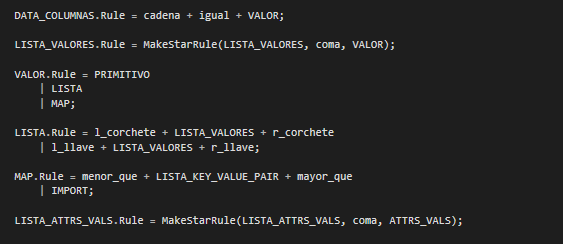 DATA_COLUMNAS.Rule = cadena + igual + VALOR;
LISTA_VALORES.Rule = MakeStarRule(LISTA_VALORES, coma, VALOR);
VALOR.Rule = PRIMITIVO
| LISTA
| MAP;
LISTA.Rule = l_corchete + LISTA_VALORES + r_corchete
| l_llave + LISTA_VALORES + r_llave;
MAP.Rule = menor_que + LISTA_KEY_VALUE_PAIR + mayor_que
| IMPORT;
LISTA_ATTRS_VALS.Rule = MakeStarRule(LISTA_ATTRS_VALS, coma, ATTRS_VALS);